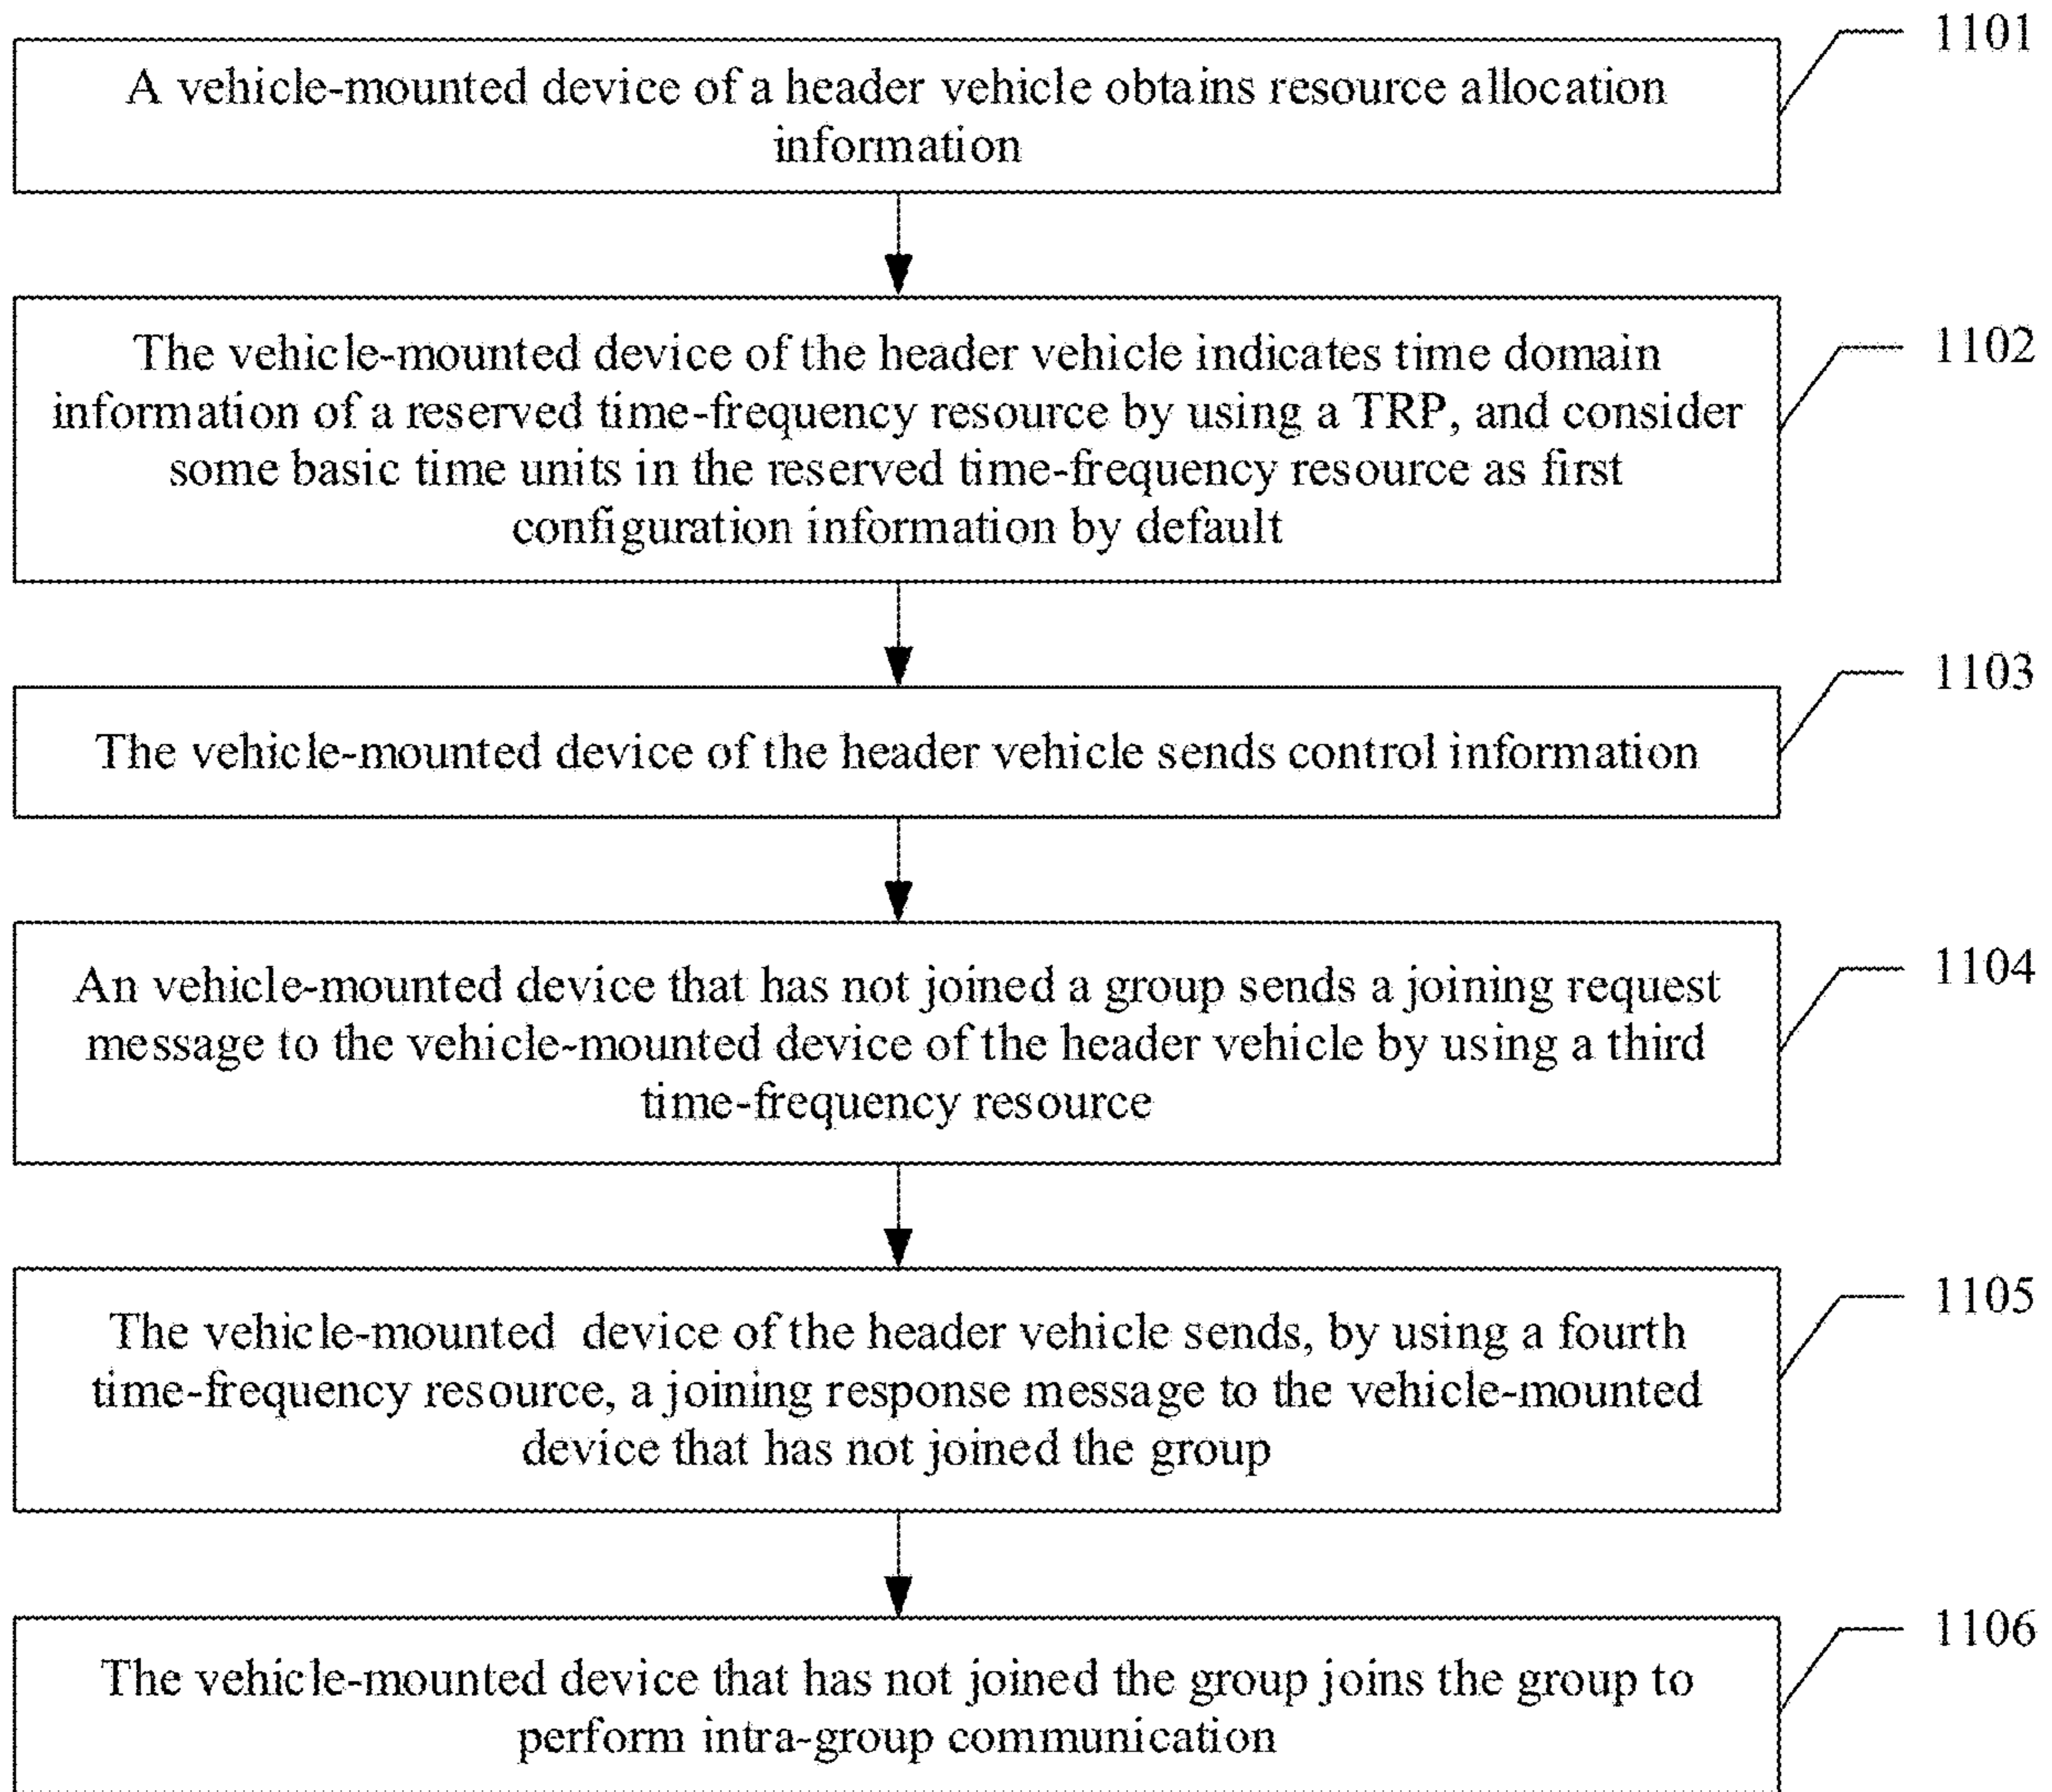 1101
A vehicle-mounted device of a header vehicle obtains resource allocation
information
1102
The vehicle-mounted device of the header vehicle indicates time domain
information of a reserved time-frequency resource by using a TRP, and consider
some basic time units in the reserved time-frequency resource as first
configuration information by default
1103
The vehicle-mounted device of the header vehicle sends control information
1104
An vehicle-mounted device that has not joined a group sends a joining request
message to the vehicle-mounted device of the header vehicle by using a third
time-frequency resource
1105
The vehicle-mounted device of the header vehicle sends, by using a fourth
time-frequency resource, a joining response message to the vehicle-mounted
device that has not joined the group
1106
The vehicle-mounted device that has not joined the group joins the group to
perform intra-group communication